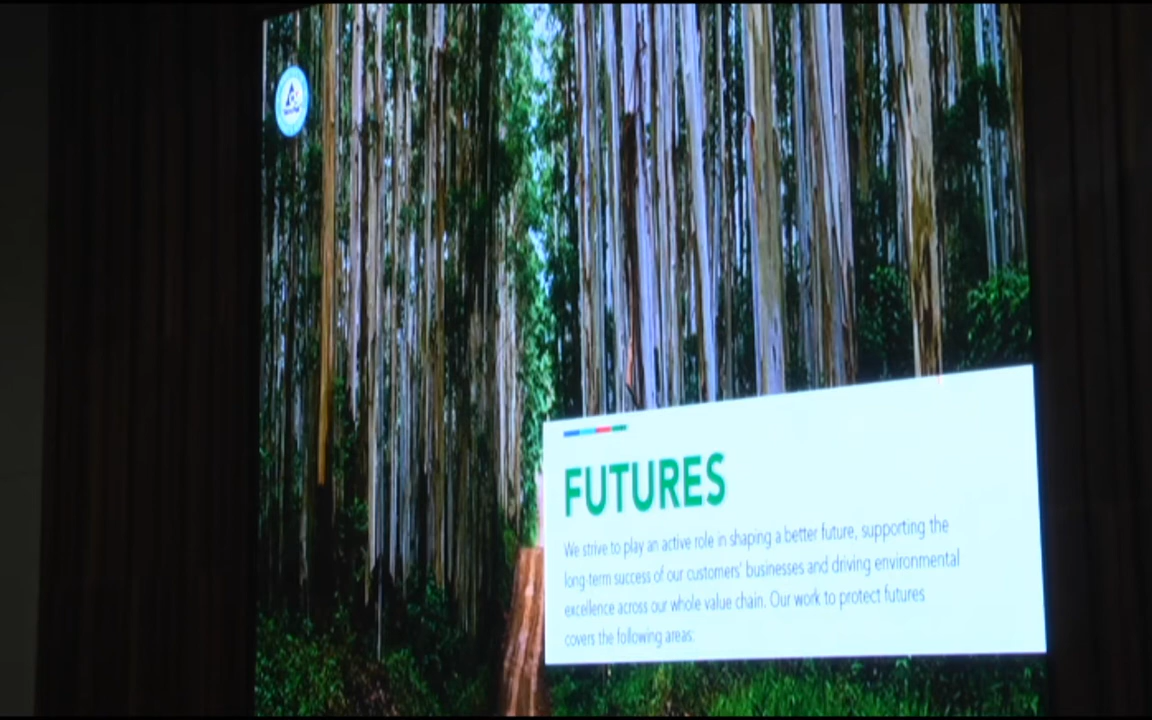 FUTURES
We strive to play an active role in shaping a better future, supporting the
long-term success of our customers' businesses and driving environmental
excellence across our whole value chain. Our work to protect futures
covers the following areas: